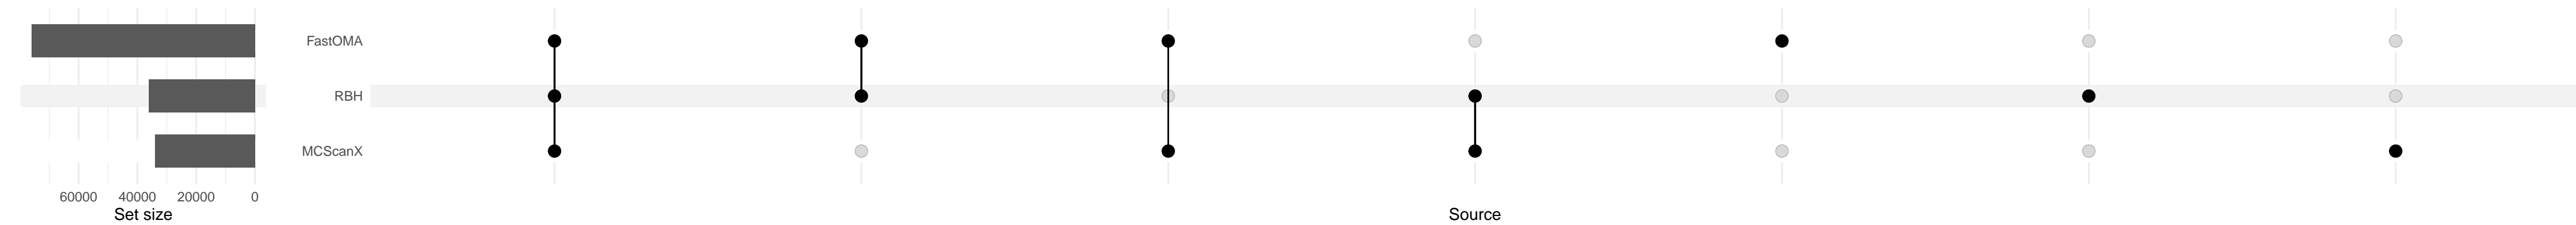 FastOMA
RBH
MCScanX
60000 40000 20000 0
Set size
Source